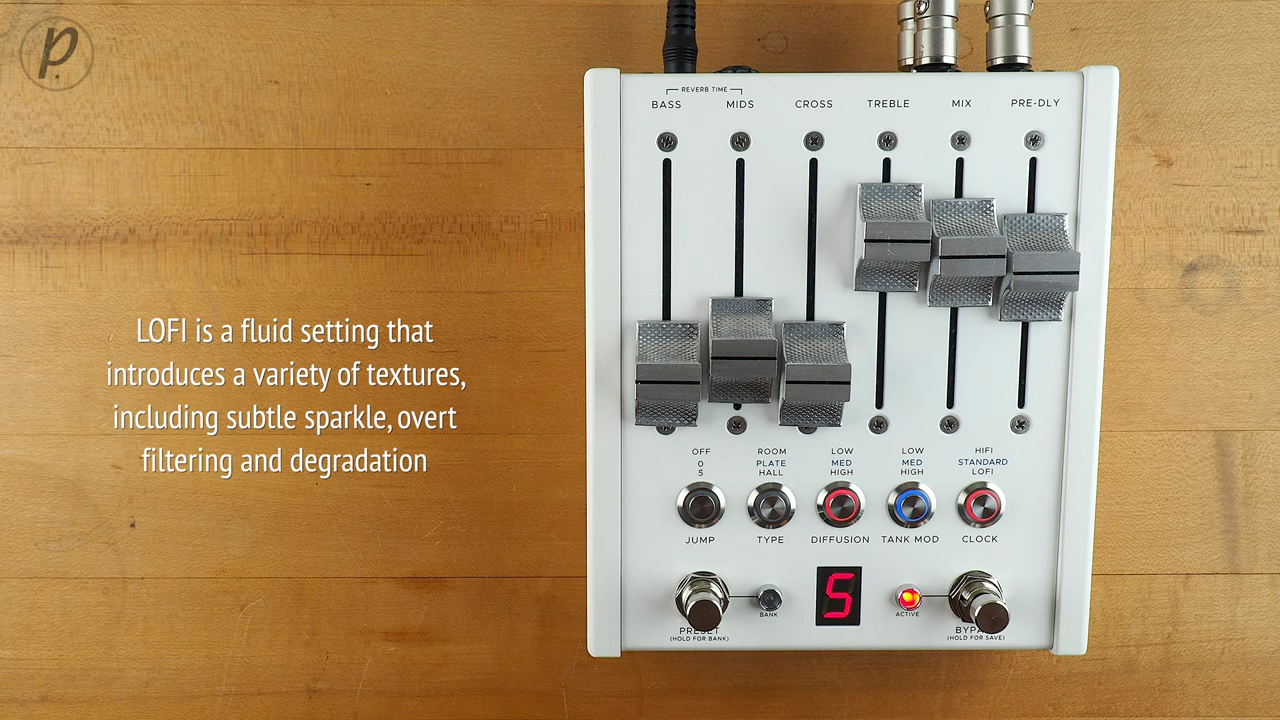 p.
REVERB TIME
BASS MIDS CROSS TREBLE MIX PRE-DLY
LOFI is a fluid setting that
introduces a variety of textures,
including subtle sparkle, overt
filtering and degradation
OFF ROOM LOW LOW HIFI
0 PLATE MED MED STANDARD
5 HALL HIGH HIGH LOFI
JUMP TYPE DIFFUSION TANK MOD CLOCK
5
BANK ACTIVE
PRESET
(HOLD FOR BANK)
(HOLD FOR SAVE)